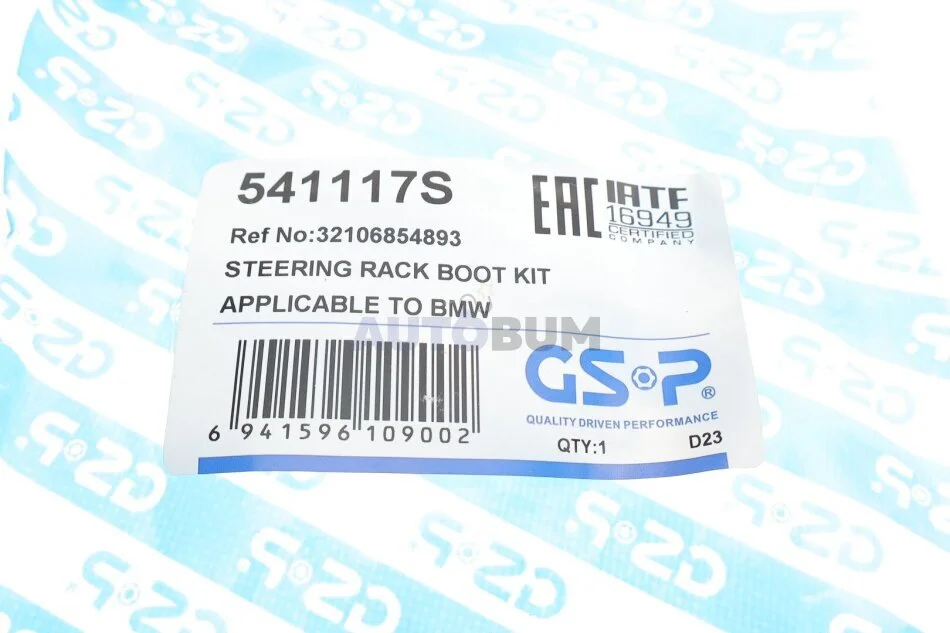 541117S
EAC
IATF
16949
CERTIFIED
COMPANY
Ref No:32106854893
STEERING RACK BOOT KIT
APPLICABLE TO BMW
AUTOBUM
GSP®
QUALITY DRIVEN PERFORMANCE
6 941596 109002
QTY:1
D23